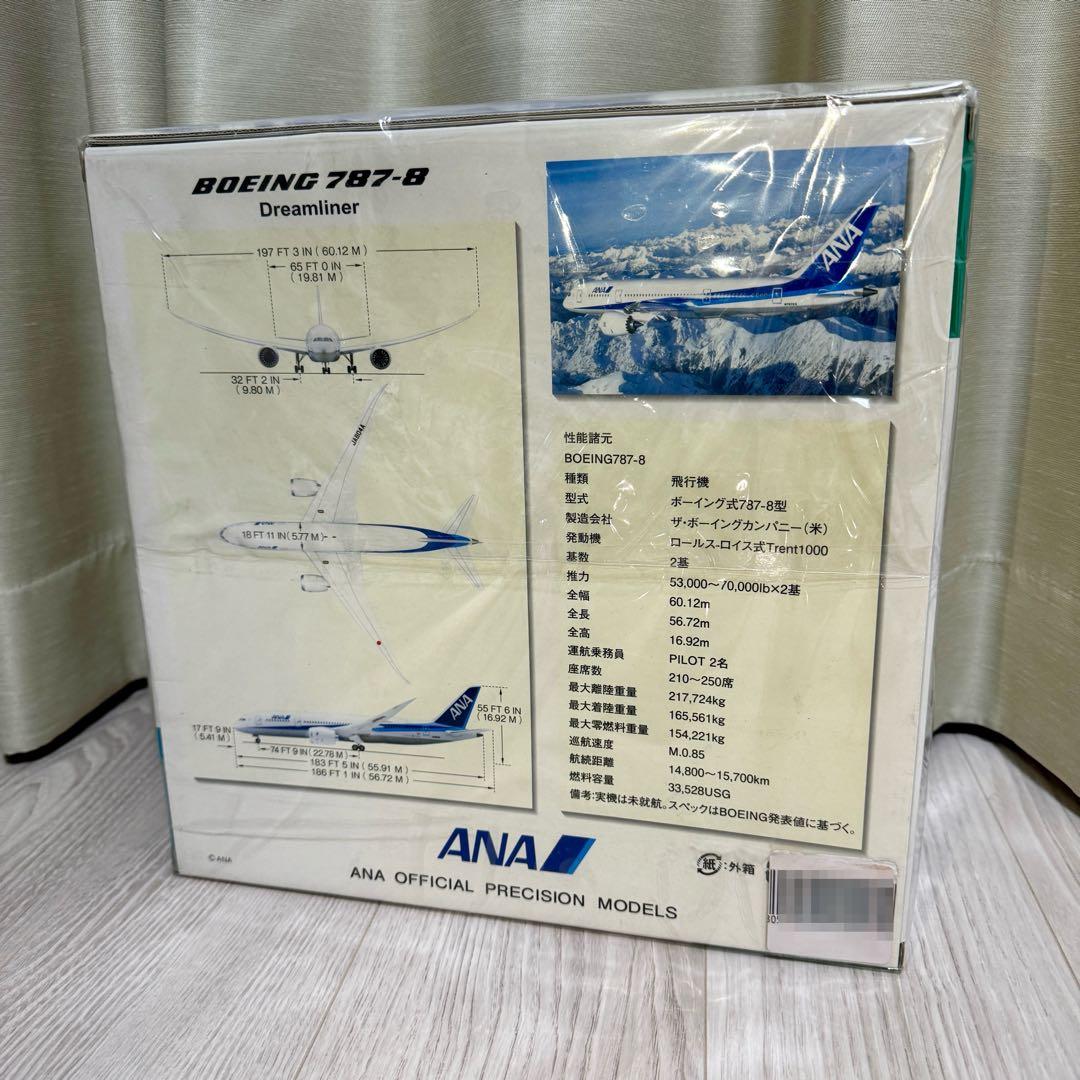 BOEING 787-8
Dreamliner
197 FT 3 IN ( 60.12 M )
65 FT 0 IN
( 19.81 M )
32 FT 2 IN
( 9.80 M )
JA804A
18 FT 11 IN ( 5.77 M )
ANA
55 FT 6 IN
( 16.92 M )
17 FT 9 IN
( 5.41 M )
74 FT 9 IN ( 22.78 M )
183 FT 5 IN ( 55.91 M )
186 FT 1 IN ( 56.72 M )
ANA
ANA
性能諸元
BOEING787-8
種類 飛行機
型式 ボーイング式787-8型
製造会社 ザ・ボーイングカンパニー（米）
発動機 ロールス-ロイス式Trent1000
基数 2基
推力 53,000〜70,000lb×2基
全幅 60.12m
全長 56.72m
全高 16.92m
運航乗務員 PILOT 2名
座席数 210〜250席
最大離陸重量 217,724kg
最大着陸重量 165,561kg
最大零燃料重量 154,221kg
巡航速度 M.0.85
航続距離 14,800〜15,700km
燃料容量 33,528USG
備考：実機は未就航。スペックはBOEING発表値に基づく。
ANA
© ANA
ANA OFFICIAL PRECISION MODELS
紙：外箱